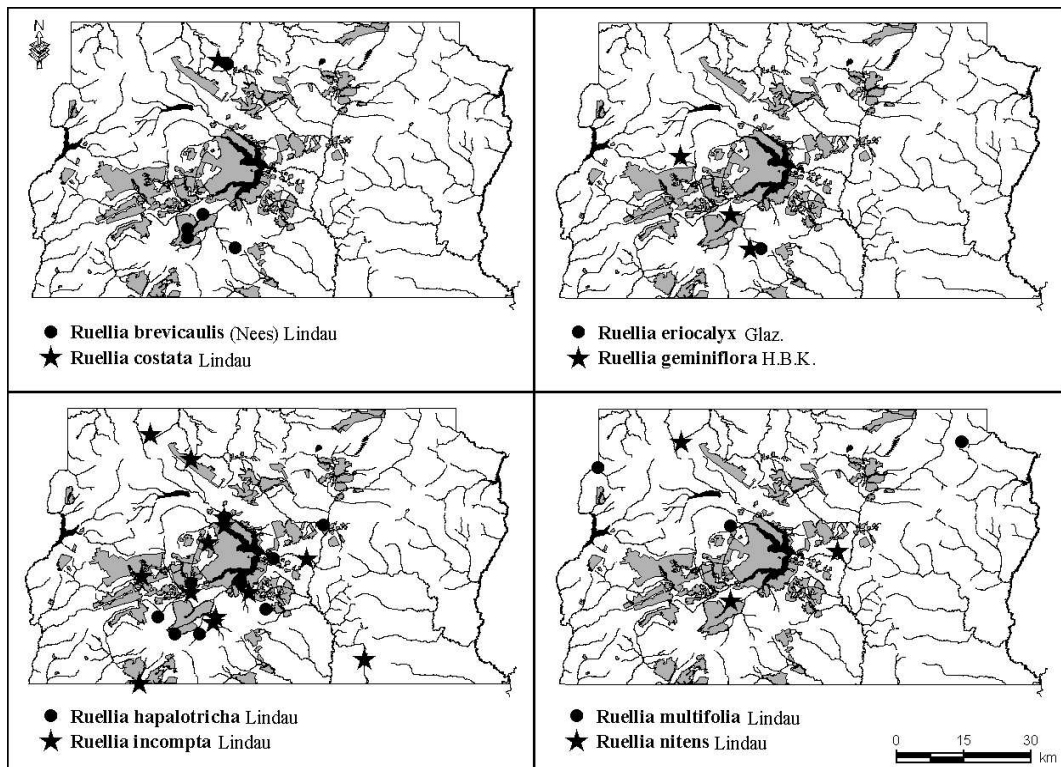 N
Ruellia brevicaulis (Nees) Lindau
Ruellia costata Lindau
Ruellia eriocalyx Glaz.
Ruellia geminiflora H.B.K.
Ruellia hapalotricha Lindau
Ruellia incompta Lindau
Ruellia multifolia Lindau
Ruellia nitens Lindau
0 15 30
km